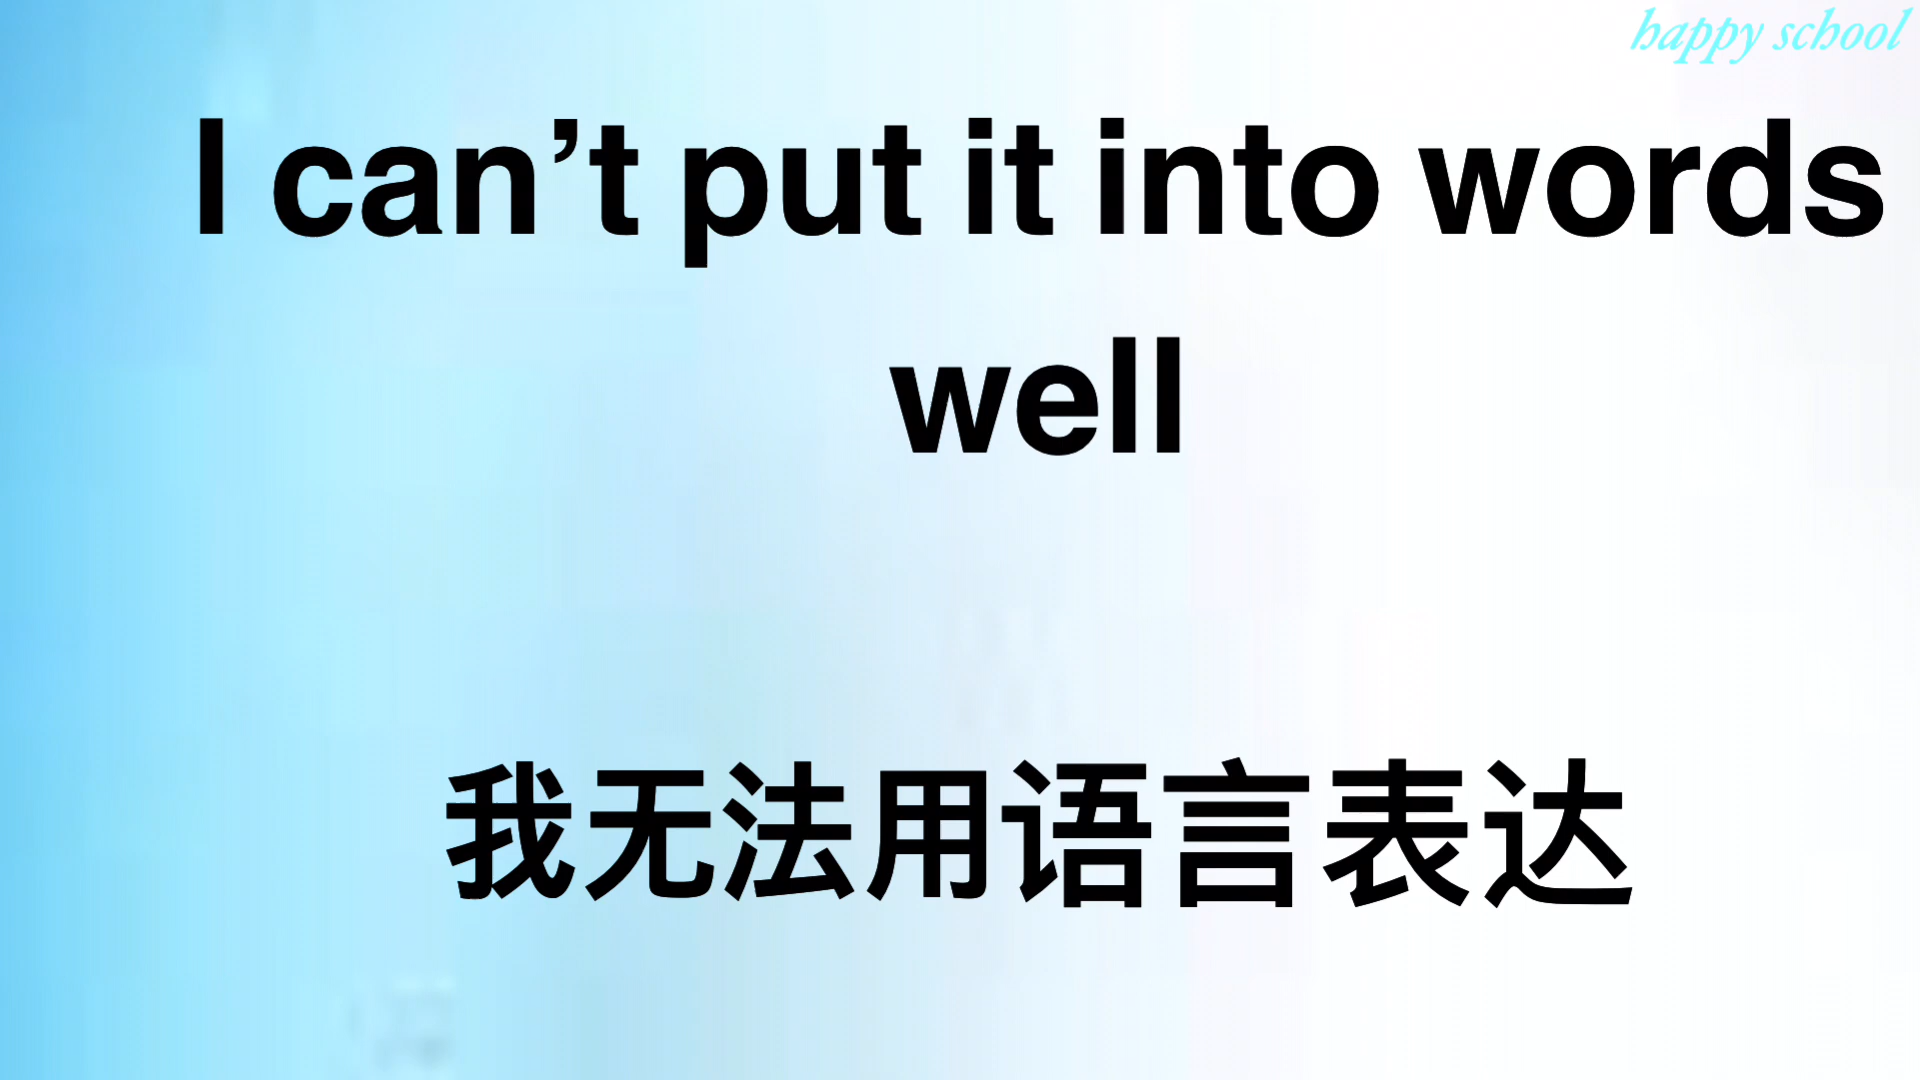 happy school
I can’t put it into words
well
我无法用语言表达